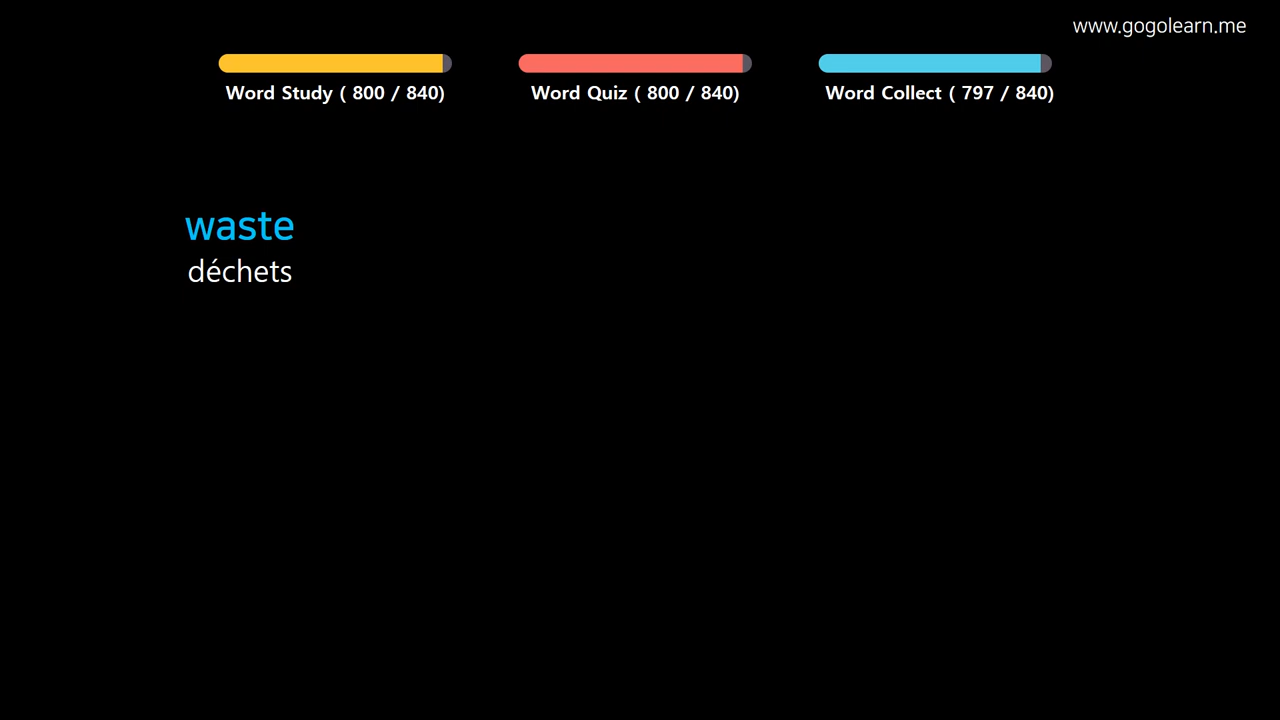 www.gogolearn.me
Word Study ( 800 / 840)
Word Quiz ( 800 / 840)
Word Collect ( 797 / 840)
waste
déchets